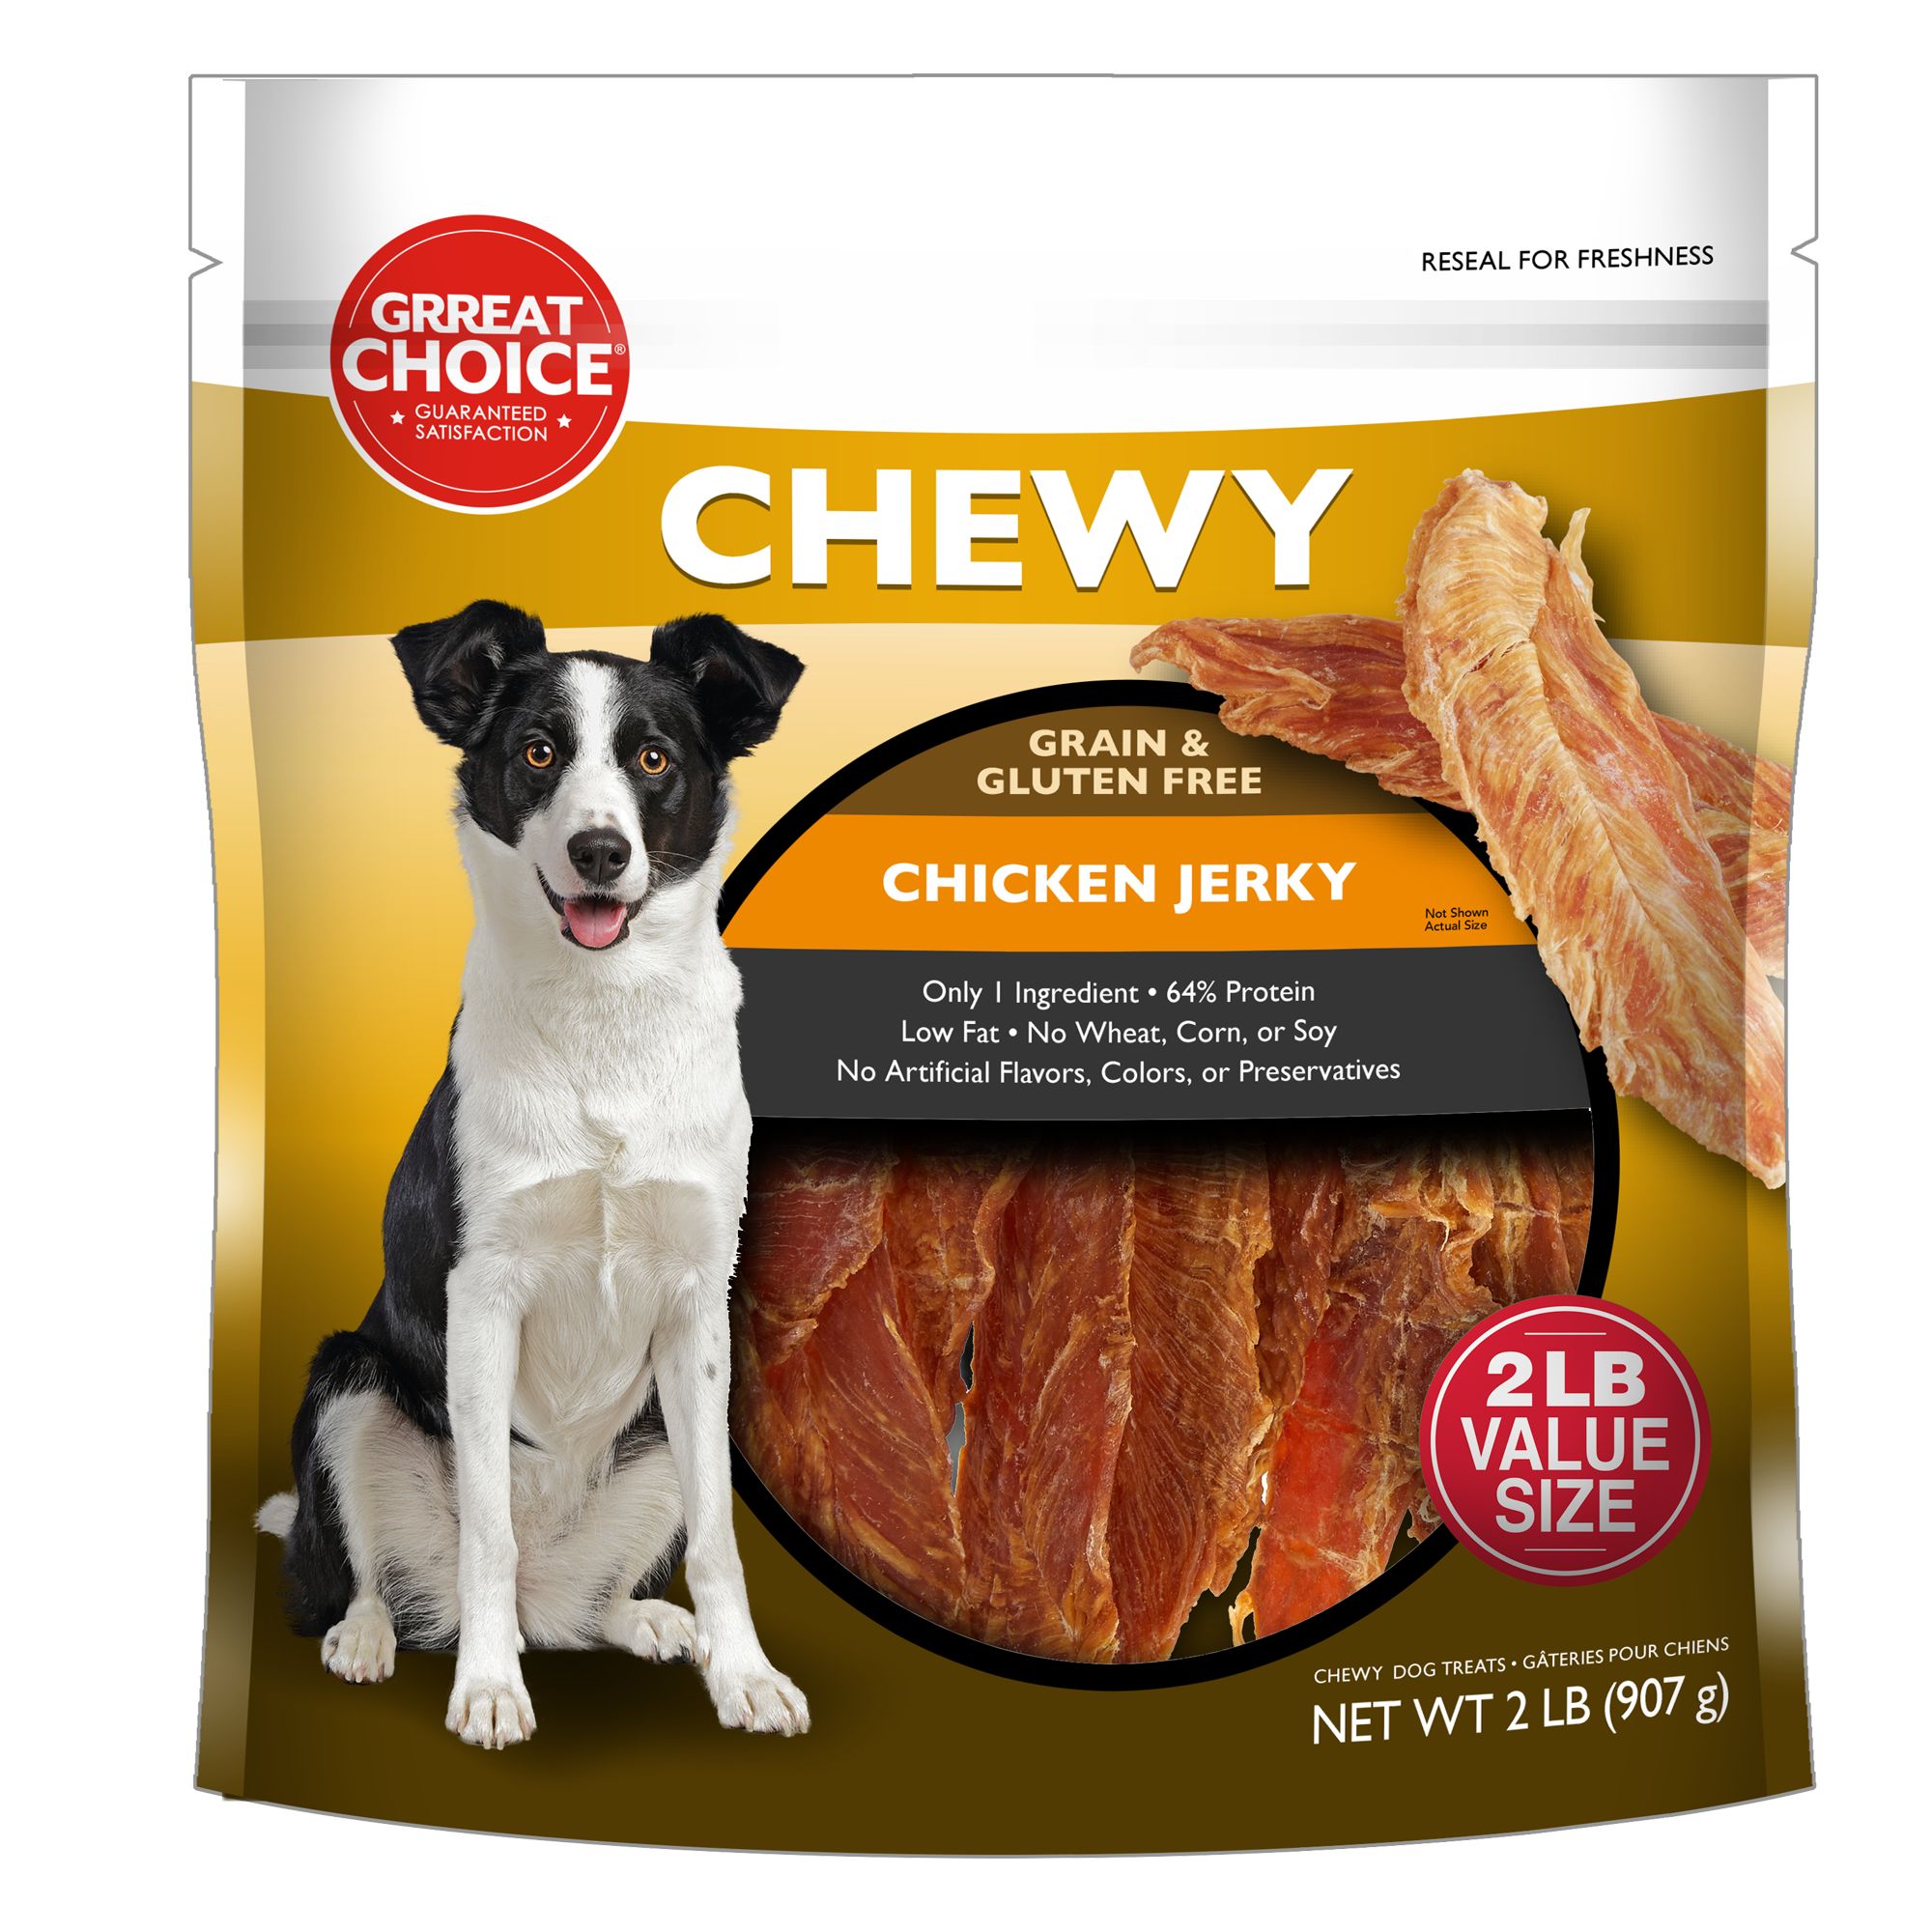 RESEAL FOR FRESHNESS
GRREAT
CHOICE®
★ GUARANTEED ★
SATISFACTION
CHEWY
GRAIN &
GLUTEN FREE
CHICKEN JERKY
Not Shown
Actual Size
Only 1 Ingredient • 64% Protein
Low Fat • No Wheat, Corn, or Soy
No Artificial Flavors, Colors, or Preservatives
2 LB
VALUE
SIZE
CHEWY DOG TREATS • GÂTERIES POUR CHIENS
NET WT 2 LB (907 g)